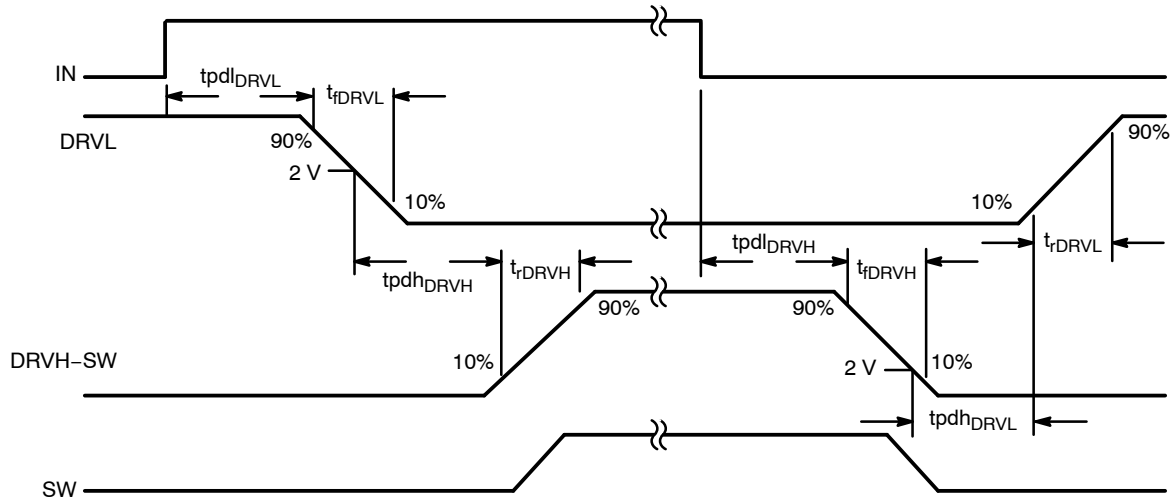 IN
tpdlDRVL
tfDRVL
DRVL
90%
90%
2 V
10%
10%
tpdlDRVH
trDRVL
tpdhDRVH
trDRVH
tfDRVH
90%
90%
DRVH–SW
10%
2 V
10%
tpdhDRVL
SW